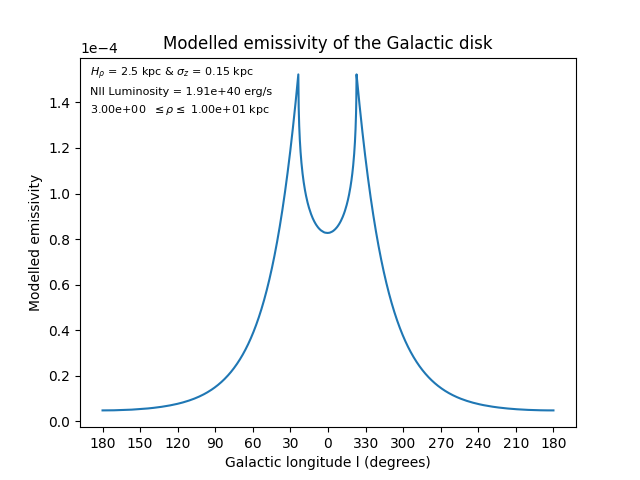 Modelled emissivity of the Galactic disk
1e−4
Hρ = 2.5 kpc & σz = 0.15 kpc
NII Luminosity = 1.91e+40 erg/s
3.00e+00 ≤ρ≤ 1.00e+01 kpc
1.4
1.2
1.0
0.8
0.6
0.4
0.2
0.0
Modelled emissivity
180 150 120 90 60 30 0 330 300 270 240 210 180
Galactic longitude l (degrees)